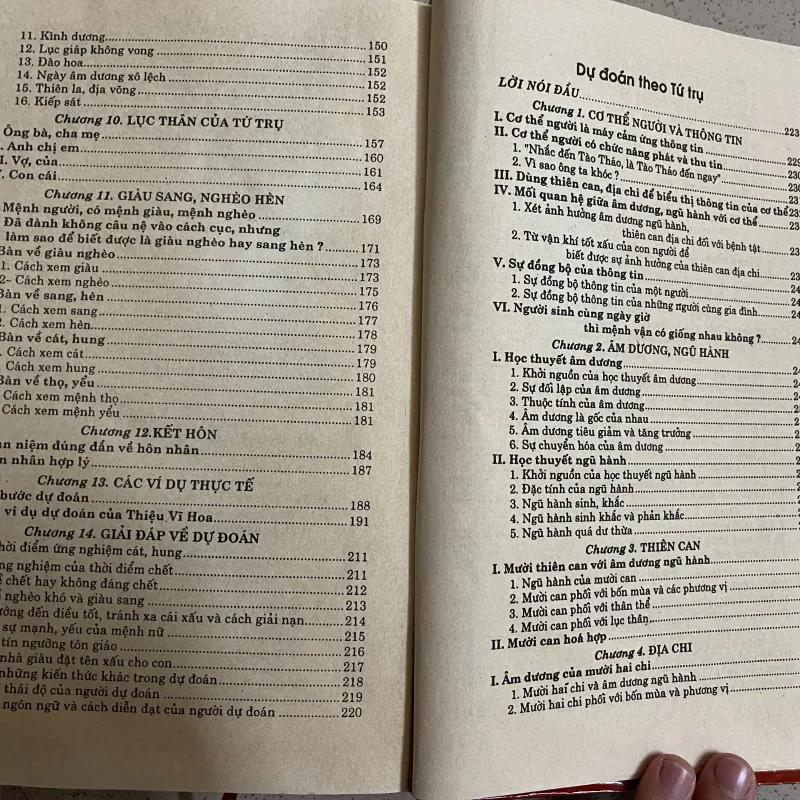 11. Kình dương.......... 150
12. Lục giáp không vong.......... 151
13. Đào hoa.......... 152
14. Ngày âm dương xô lệch.......... 152
15. Thiên la, địa võng.......... 152
16. Kiếp sát.......... 153
Chương 10. LỤC THÂN CỦA TỨ TRỤ
Ông bà, cha mẹ.......... 157
Anh chị em.......... 160
Vợ, của.......... 161
Con cái.......... 164
Chương 11. GIÀU SANG, NGHÈO HÈN
Mệnh người, có mệnh giàu, mệnh nghèo.......... 169
Đã đành không câu nệ vào cách cục, nhưng
làm sao để biết được là giàu nghèo hay sang hèn ?.......... 171
Bàn về giàu nghèo.......... 173
1. Cách xem giàu.......... 173
2- Cách xem nghèo.......... 175
Bàn về sang, hèn.......... 176
1. Cách xem sang.......... 177
2. Cách xem hèn.......... 178
Bàn về cát, hung.......... 179
Cách xem cát.......... 179
Cách xem hung.......... 180
Bàn về thọ, yểu.......... 181
Cách xem mệnh thọ.......... 181
Cách xem mệnh yểu.......... 181
Chương 12.KẾT HÔN
niệm đúng đắn về hôn nhân.......... 184
nhân hợp lý.......... 187
Chương 13. CÁC VÍ DỤ THỰC TẾ
bước dự đoán.......... 188
ví dụ dự đoán của Thiệu Vĩ Hoa.......... 191
Chương 14. GIẢI ĐÁP VỀ DỰ ĐOÁN
thời điểm ứng nghiệm cát, hung.......... 211
nghiệm của thời điểm chết.......... 211
chết hay không đáng chết.......... 212
nghèo khó và giàu sang.......... 213
đến điều tốt, tránh xa cái xấu và cách giải nạn.......... 214
sự mạnh, yếu của mệnh nữ.......... 215
tín ngưỡng tôn giáo.......... 216
nhà giàu đặt tên xấu cho con.......... 217
những kiến thức khác trong dự đoán.......... 218
thái độ của người dự đoán.......... 219
ngôn ngữ và cách diễn đạt của người dự đoán.......... 220
Dự đoán theo Tứ trụ
LỜI NÓI ĐẦU.......... 223
Chương 1. CƠ THỂ NGƯỜI VÀ THÔNG TIN
I. Cơ thể người là máy cảm ứng thông tin.......... 229
II. Cơ thể người có chức năng phát và thu tin.......... 230
1. "Nhắc đến Tào Tháo, là Tào Tháo đến ngay".......... 230
2. Vì sao ông ta khóc ?..........
III. Dùng thiên can, địa chi để biểu thị thông tin của cơ thể
IV. Mối quan hệ giữa âm dương, ngũ hành với cơ thể..........
1. Xét ảnh hưởng âm dương ngũ hành,
thiên can địa chi đối với bệnh tật..........
2. Từ vận khí tốt xấu của con người để
biết được sự ảnh hưởng của thiên can địa chi..........
V. Sự đồng bộ của thông tin..........
1. Sự đồng bộ thông tin của một người..........
2. Sự đồng bộ thông tin của những người cùng gia đình..........
VI. Người sinh cùng ngày giờ
thì mệnh vận có giống nhau không ?..........
Chương 2. ÂM DƯƠNG, NGŨ HÀNH
I. Học thuyết âm dương..........
1. Khởi nguồn của học thuyết âm dương..........
2. Sự đối lập của âm dương..........
3. Thuộc tính của âm dương..........
4. Âm dương là gốc của nhau..........
5. Âm dương tiêu giảm và tăng trưởng..........
6. Sự chuyển hóa của âm dương..........
II. Học thuyết ngũ hành..........
1. Khởi nguồn của học thuyết ngũ hành..........
2. Đặc tính của ngũ hành..........
3. Ngũ hành sinh, khắc..........
4. Ngũ hành sinh khắc và phản khắc..........
5. Ngũ hành quá dư thừa..........
Chương 3. THIÊN CAN
I. Mười thiên can với âm dương ngũ hành..........
1. Ngũ hành của mười can..........
2. Mười can phối với bốn mùa và các phương vị..........
3. Mười can phối với thân thể..........
4. Mười can phối với lục thân..........
II. Mười can hoá hợp..........
Chương 4. ĐỊA CHI
I. Âm dương của mười hai chi..........
1. Mười hai chi và âm dương ngũ hành..........
2. Mười hai chi phối với bốn mùa và phương vị..........